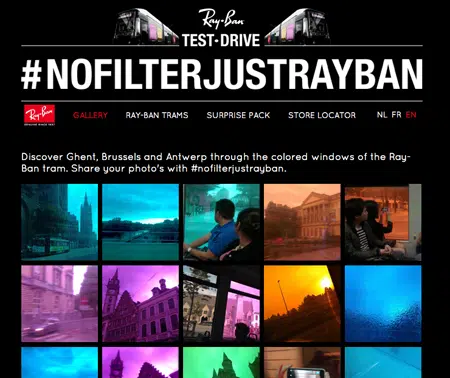 Ray-Ban
TEST-DRIVE
#NOFILTERJUSTRAYBAN
Ray-Ban
GALLERY RAY-BAN TRAMS SURPRISE PACK STORE LOCATOR NL FR EN
Discover Ghent, Brussels and Antwerp through the colored windows of the Ray-
Ban tram. Share your photo's with #nofilterjustrayban.